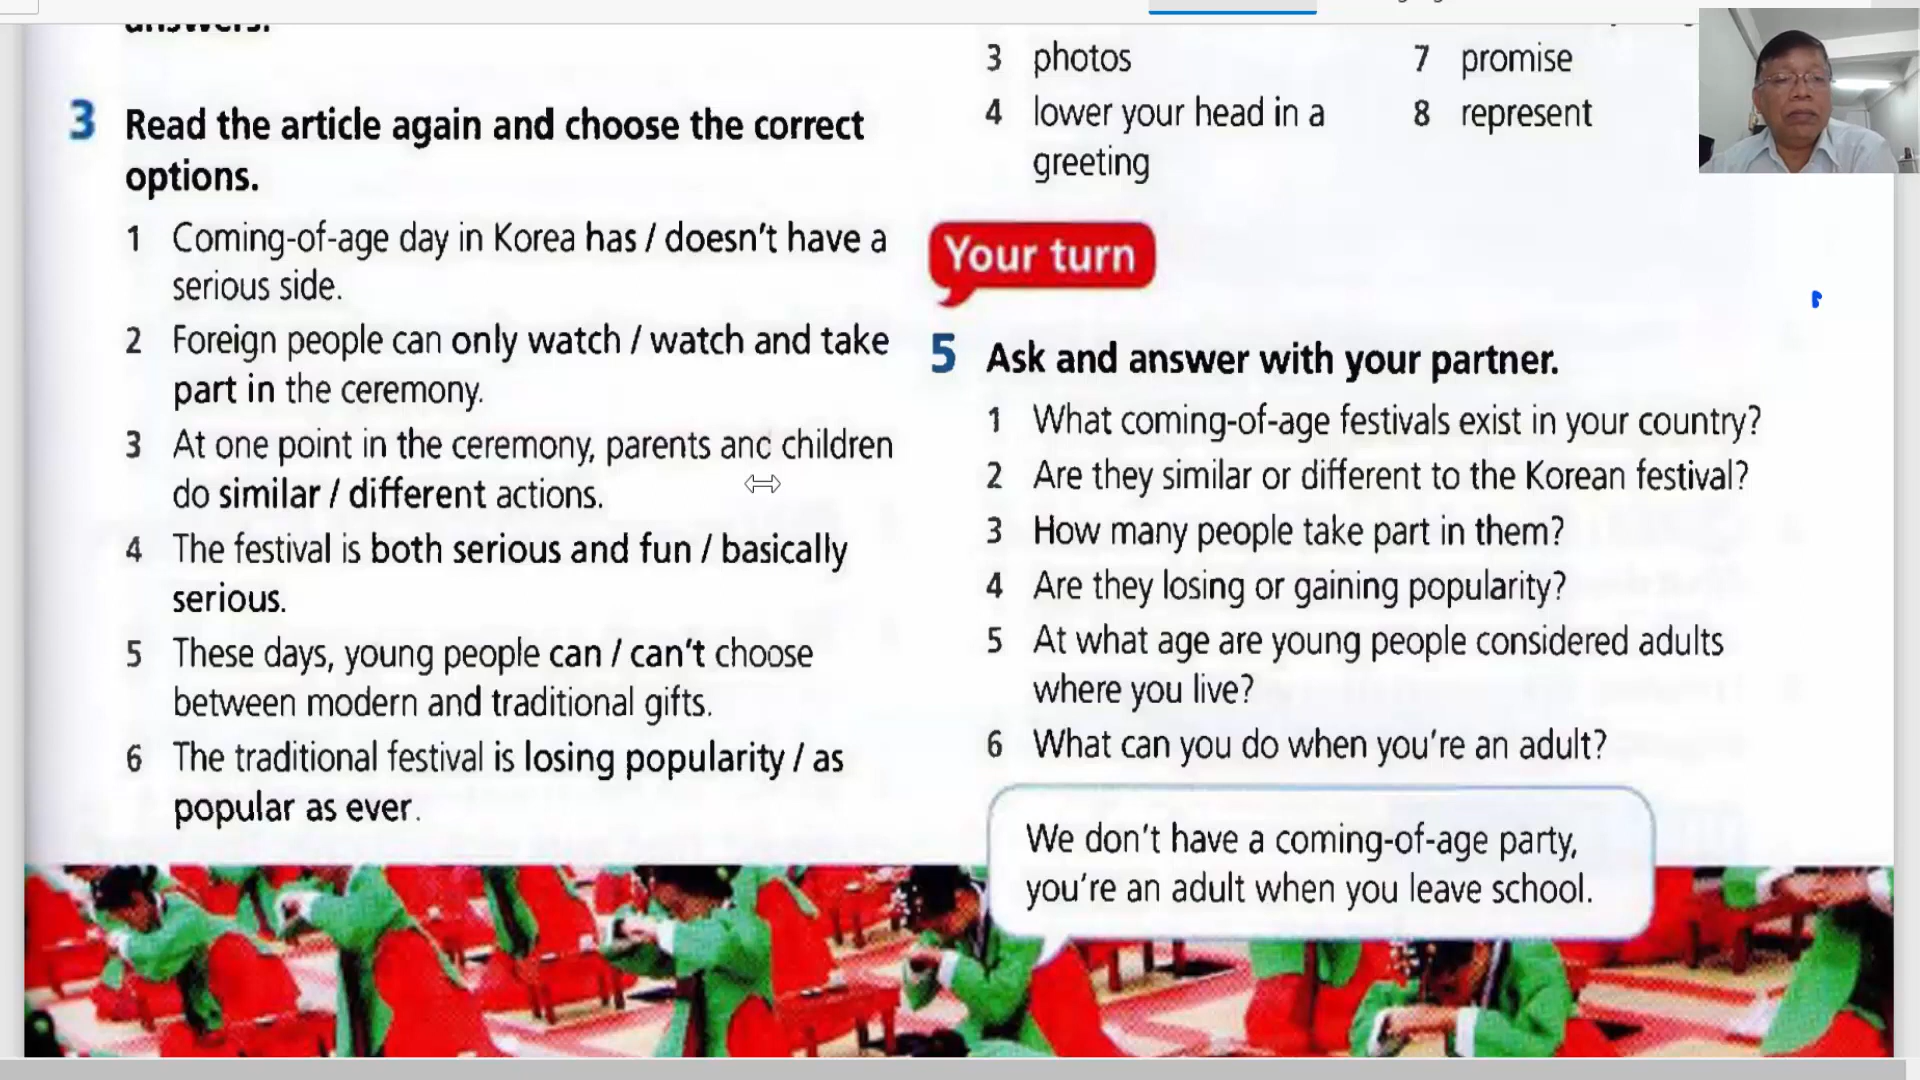 answers.
3 Read the article again and choose the correct
options.
1 Coming-of-age day in Korea has / doesn't have a
serious side.
2 Foreign people can only watch / watch and take
part in the ceremony.
3 At one point in the ceremony, parents and children
do similar / different actions.
4 The festival is both serious and fun / basically
serious.
5 These days, young people can / can't choose
between modern and traditional gifts.
6 The traditional festival is losing popularity / as
popular as ever.
3 photos
4 lower your head in a
greeting
7 promise
8 represent
Your turn
5 Ask and answer with your partner.
1 What coming-of-age festivals exist in your country?
2 Are they similar or different to the Korean festival?
3 How many people take part in them?
4 Are they losing or gaining popularity?
5 At what age are young people considered adults
where you live?
6 What can you do when you're an adult?
We don't have a coming-of-age party,
you're an adult when you leave school.